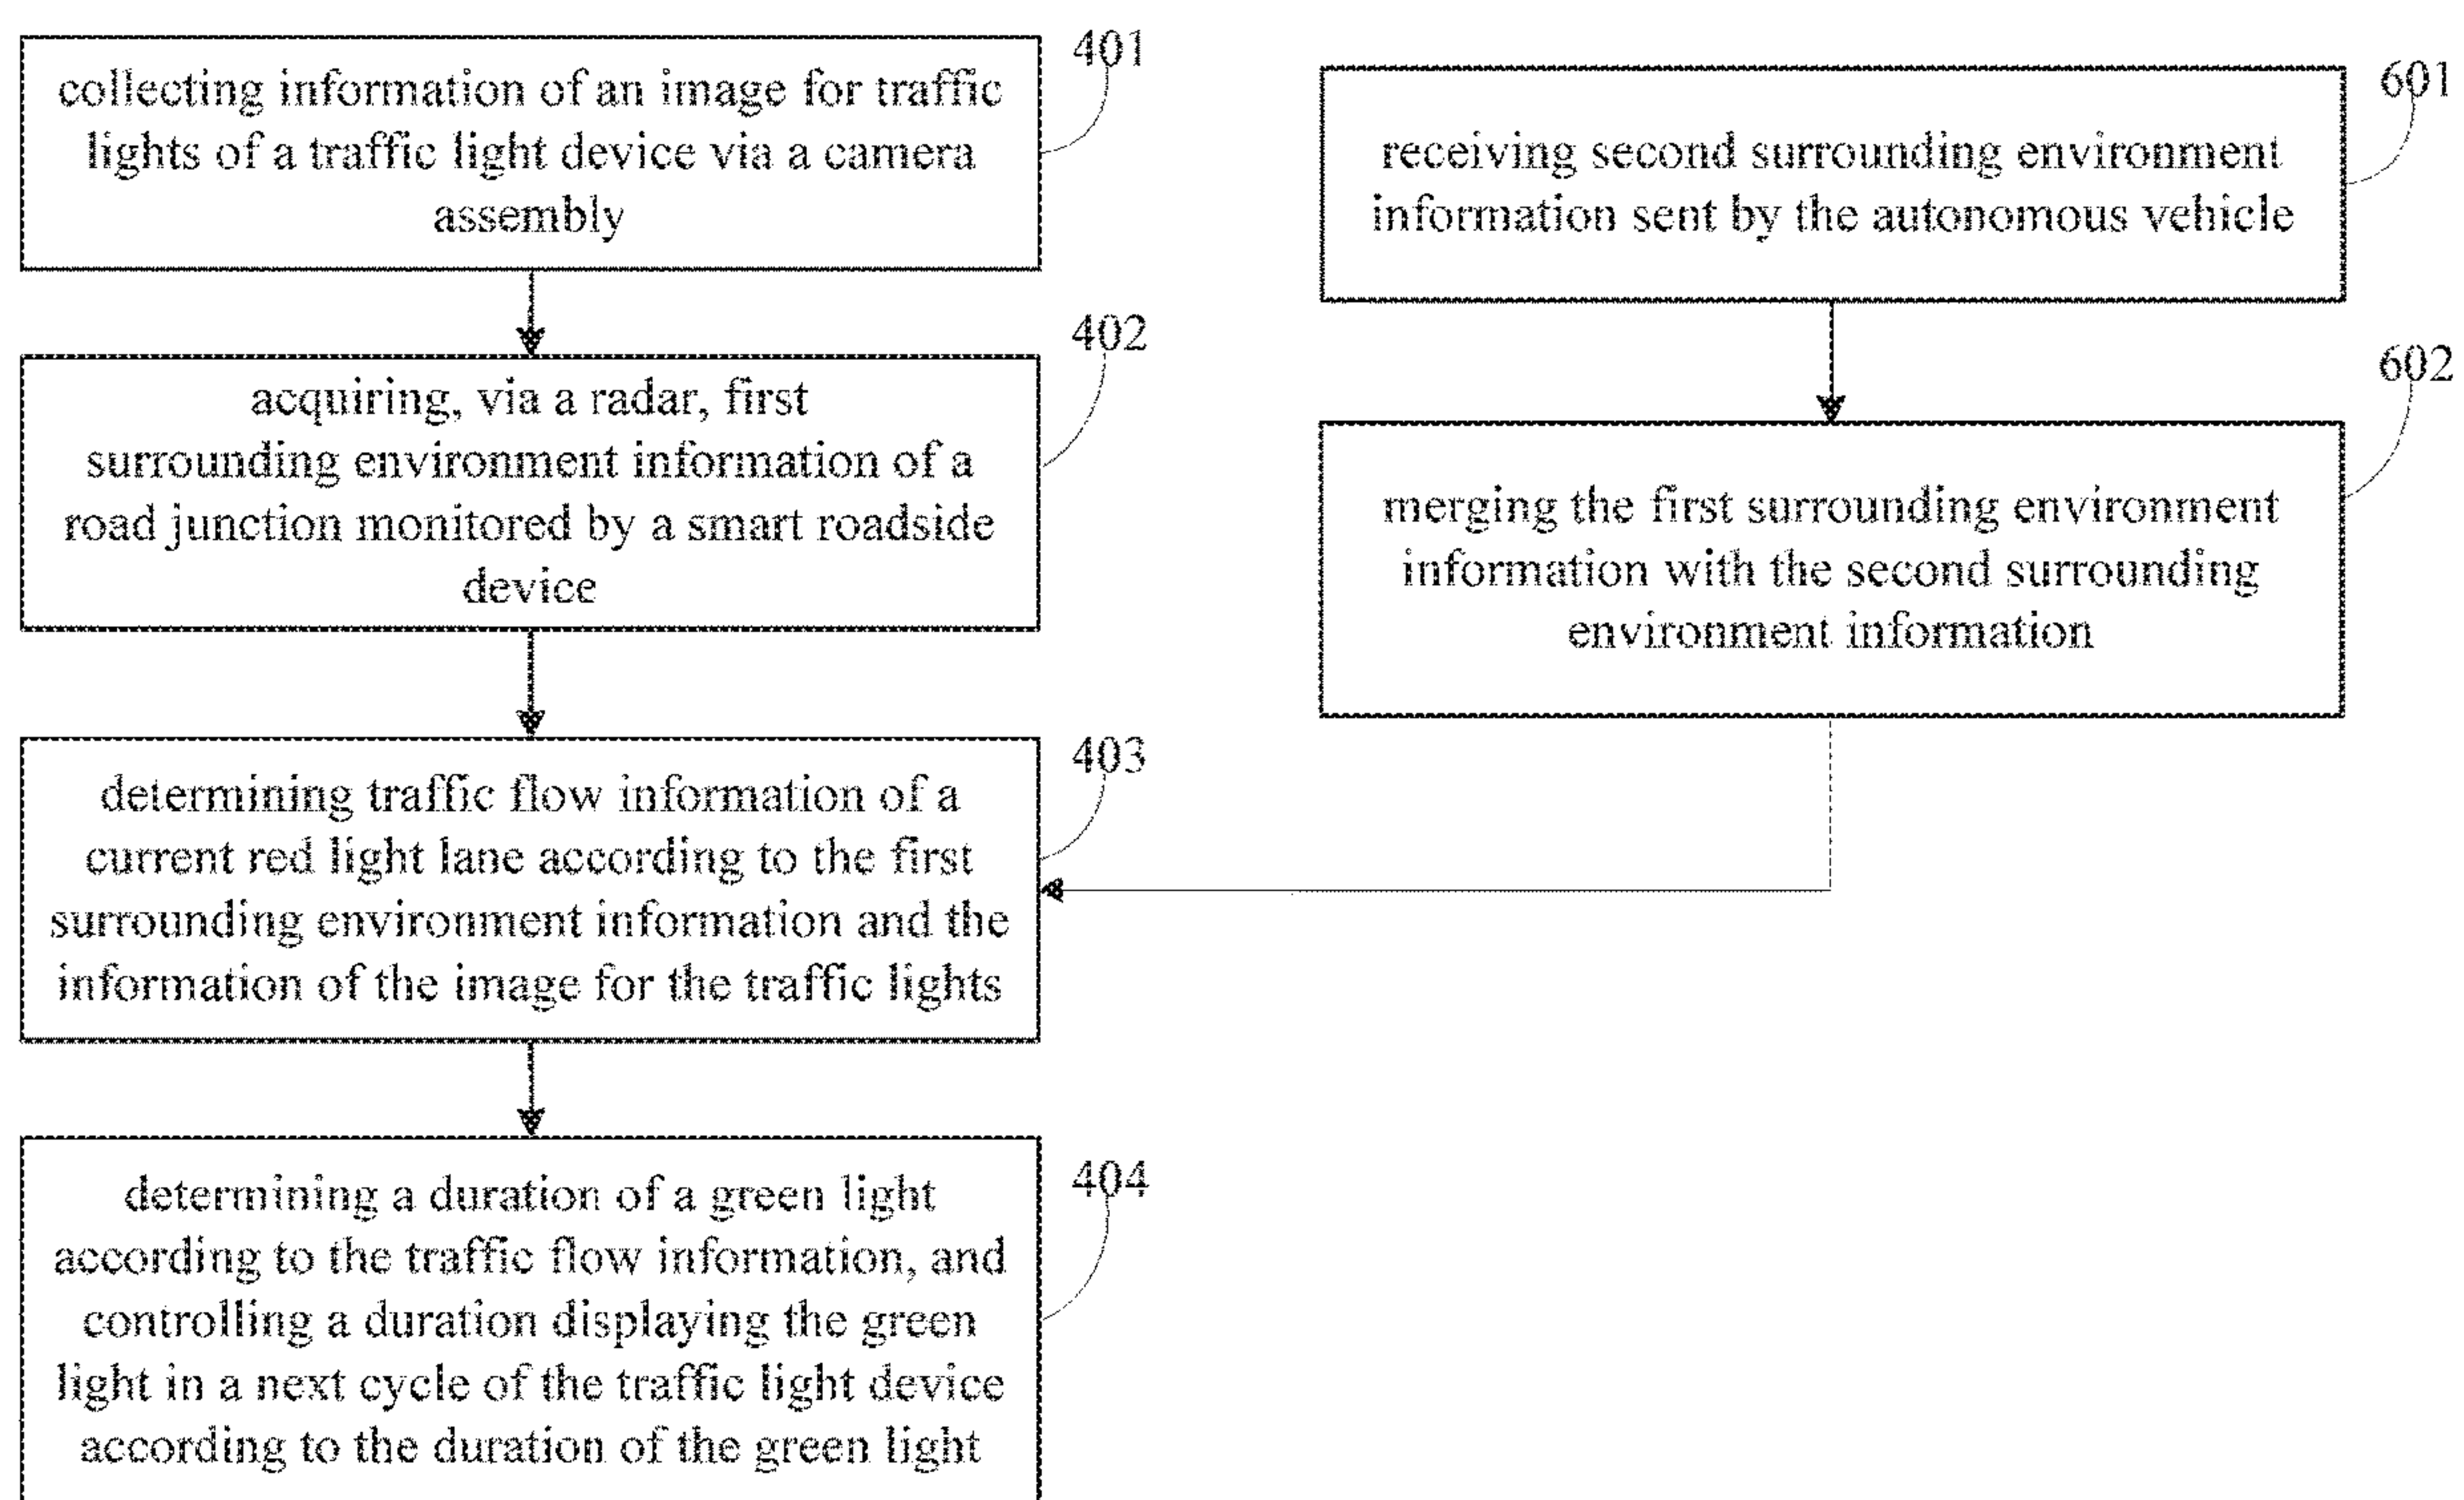 401
collecting information of an image for traffic
lights of a traffic light device via a camera
assembly
402
acquiring, via a radar, first
surrounding environment information of a
road junction monitored by a smart roadside
device
403
determining traffic flow information of a
current red light lane according to the first
surrounding environment information and the
information of the image for the traffic lights
404
determining a duration of a green light
according to the traffic flow information, and
controlling a duration displaying the green
light in a next cycle of the traffic light device
according to the duration of the green light
601
receiving second surrounding environment
information sent by the autonomous vehicle
602
merging the first surrounding environment
information with the second surrounding
environment information